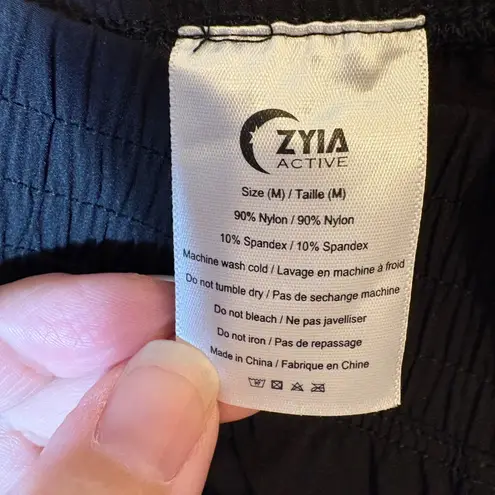 ZYIA
ACTIVE
Size (M) / Taille (M)
90% Nylon / 90% Nylon
10% Spandex / 10% Spandex
Machine wash cold / Lavage en machine à froid
Do not tumble dry / Pas de sechange machine
Do not bleach / Ne pas javelliser
Do not iron / Pas de repassage
Made in China / Fabrique en Chine